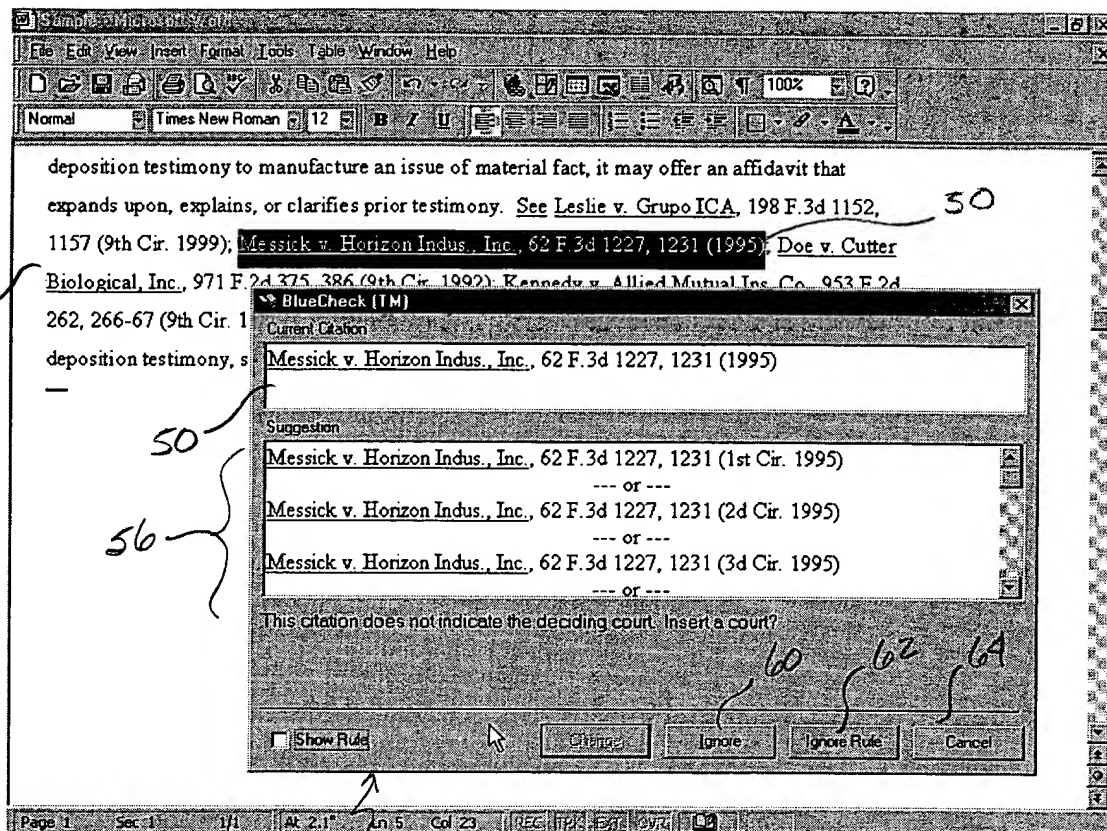 Sample - Microsoft Word
File Edit View Insert Format Tools Table Window Help
100%
Normal Times New Roman 12 B I U A
deposition testimony to manufacture an issue of material fact, it may offer an affidavit that
expands upon, explains, or clarifies prior testimony. See Leslie v. Grupo ICA, 198 F.3d 1152,
50
1157 (9th Cir. 1999); Messick v. Horizon Indus., Inc., 62 F.3d 1227, 1231 (1995); Doe v. Cutter
Biological, Inc., 971 F.2d 375, 386 (9th Cir. 1992); Kennedy v. Allied Mutual Ins. Co., 953 F.2d
262, 266-67 (9th Cir. 1
deposition testimony, s
BlueCheck (TM)
Current Citation
Messick v. Horizon Indus., Inc., 62 F.3d 1227, 1231 (1995)
50
Suggestion
Messick v. Horizon Indus., Inc., 62 F.3d 1227, 1231 (1st Cir. 1995)
--- or ---
56
Messick v. Horizon Indus., Inc., 62 F.3d 1227, 1231 (2d Cir. 1995)
--- or ---
Messick v. Horizon Indus., Inc., 62 F.3d 1227, 1231 (3d Cir. 1995)
--- or ---
This citation does not indicate the deciding court. Insert a court?
60 62 64
Show Rule Change Ignore Ignore Rule Cancel
Page 1 Sec 1 1/1 At 2.1" Ln 5 Col 23 REC TRK EXT OVR